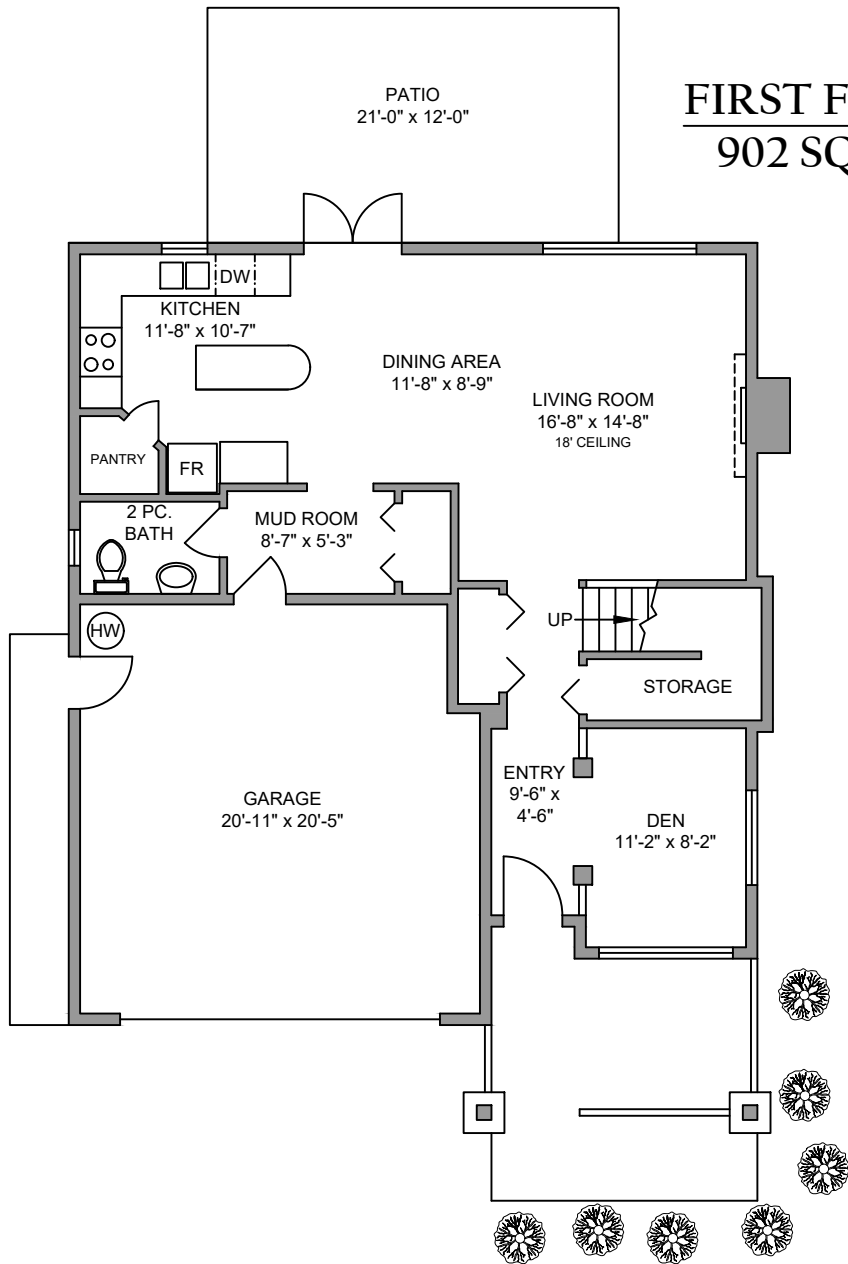 FIRST F
902 SQ
PATIO
21'-0" x 12'-0"
DW
KITCHEN
11'-8" x 10'-7"
DINING AREA
11'-8" x 8'-9"
LIVING ROOM
16'-8" x 14'-8"
18' CEILING
PANTRY
FR
2 PC.
BATH
MUD ROOM
8'-7" x 5'-3"
HW
UP
STORAGE
ENTRY
9'-6" x
4'-6"
GARAGE
20'-11" x 20'-5"
DEN
11'-2" x 8'-2"